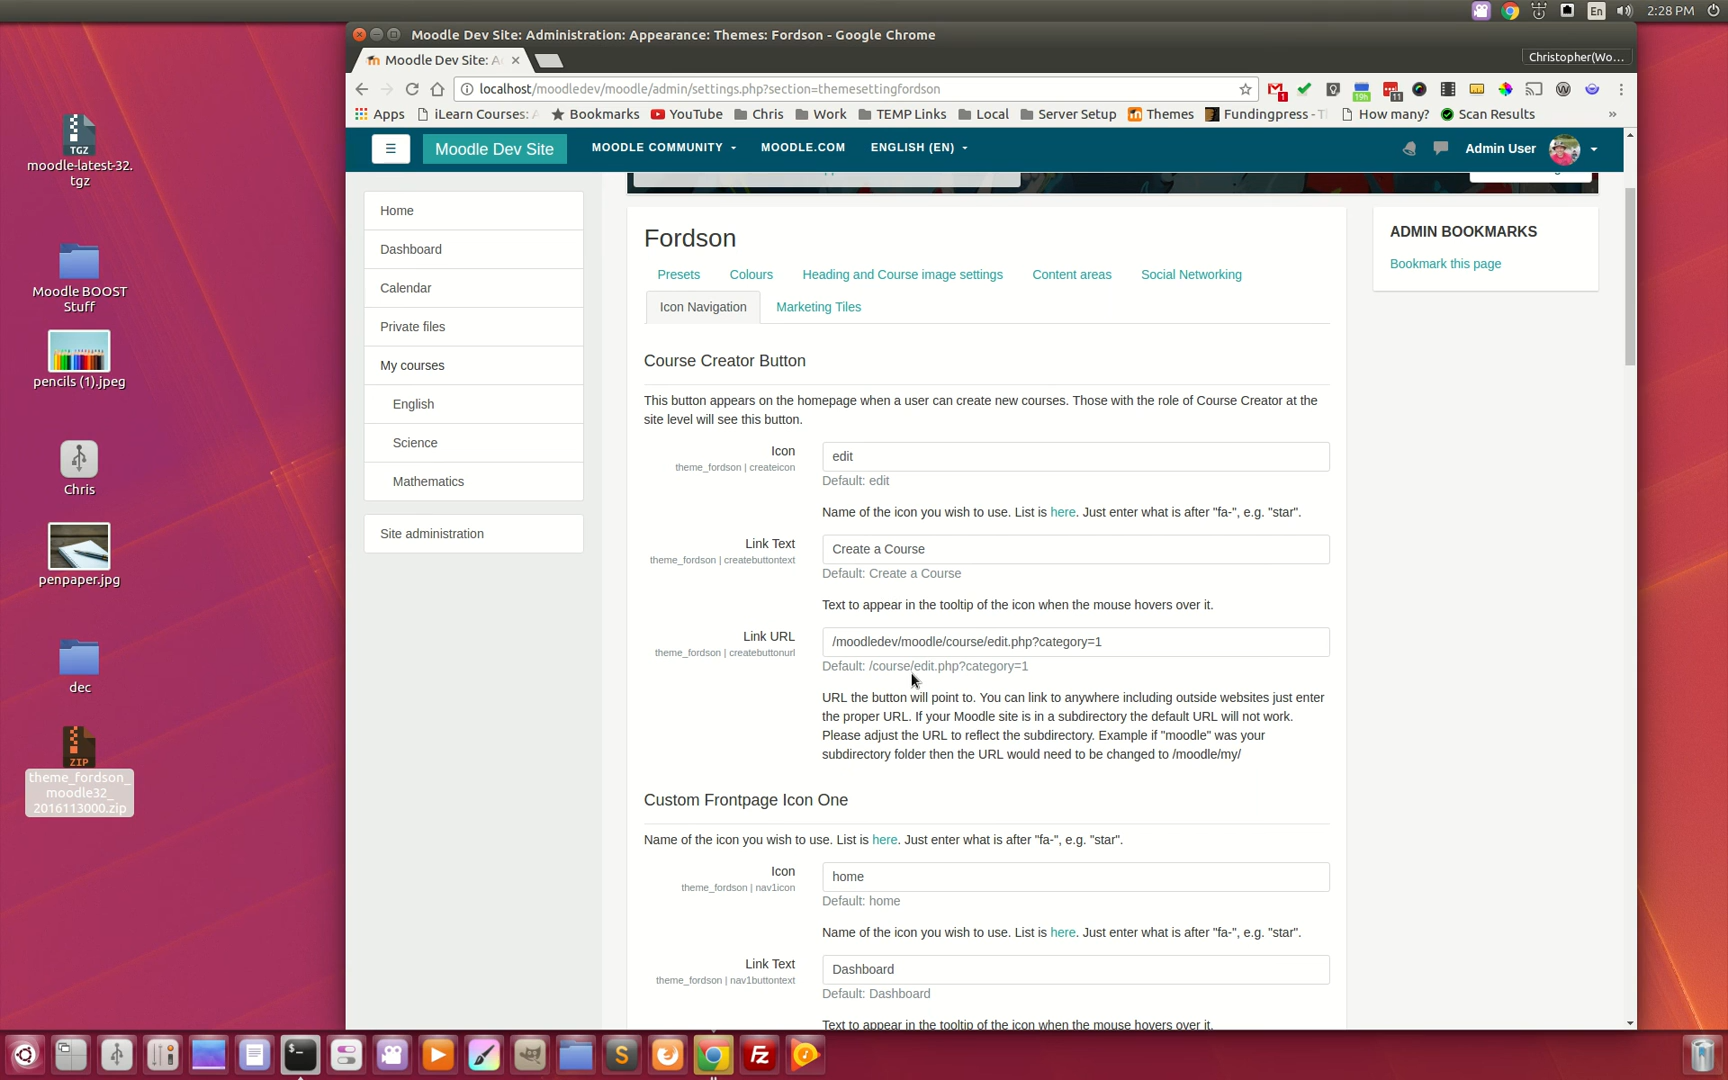 En
2:28 PM
Moodle Dev Site: Administration: Appearance: Themes: Fordson - Google Chrome
Moodle Dev Site: A
Christopher(Wo...
localhost/moodledev/moodle/admin/settings.php?section=themesettingfordson
1
19h
11
Apps
iLearn Courses:
Bookmarks
YouTube
Chris
Work
TEMP Links
Local
Server Setup
Themes
Fundingpress -
How many?
Scan Results
»
Moodle Dev Site
MOODLE COMMUNITY
MOODLE.COM
ENGLISH (EN)
Admin User
TGZ
moodle-latest-32.
tgz
Moodle BOOST
Stuff
pencils (1).jpeg
Chris
penpaper.jpg
dec
ZIP
theme_fordson_
moodle32_
2016113000.zip
Home
Dashboard
Calendar
Private files
My courses
English
Science
Mathematics
Site administration
Fordson
Presets
Colours
Heading and Course image settings
Content areas
Social Networking
Icon Navigation
Marketing Tiles
Course Creator Button
This button appears on the homepage when a user can create new courses. Those with the role of Course Creator at the
site level will see this button.
Icon
theme_fordson | createicon
edit
Default: edit
Name of the icon you wish to use. List is here. Just enter what is after "fa-", e.g. "star".
Link Text
theme_fordson | createbuttontext
Create a Course
Default: Create a Course
Text to appear in the tooltip of the icon when the mouse hovers over it.
Link URL
theme_fordson | createbuttonurl
/moodledev/moodle/course/edit.php?category=1
Default: /course/edit.php?category=1
URL the button will point to. You can link to anywhere including outside websites just enter
the proper URL. If your Moodle site is in a subdirectory the default URL will not work.
Please adjust the URL to reflect the subdirectory. Example if "moodle" was your
subdirectory folder then the URL would need to be changed to /moodle/my/
Custom Frontpage Icon One
Name of the icon you wish to use. List is here. Just enter what is after "fa-", e.g. "star".
Icon
theme_fordson | nav1icon
home
Default: home
Name of the icon you wish to use. List is here. Just enter what is after "fa-", e.g. "star".
Link Text
theme_fordson | nav1buttontext
Dashboard
Default: Dashboard
Text to appear in the tooltip of the icon when the mouse hovers over it.
ADMIN BOOKMARKS
Bookmark this page